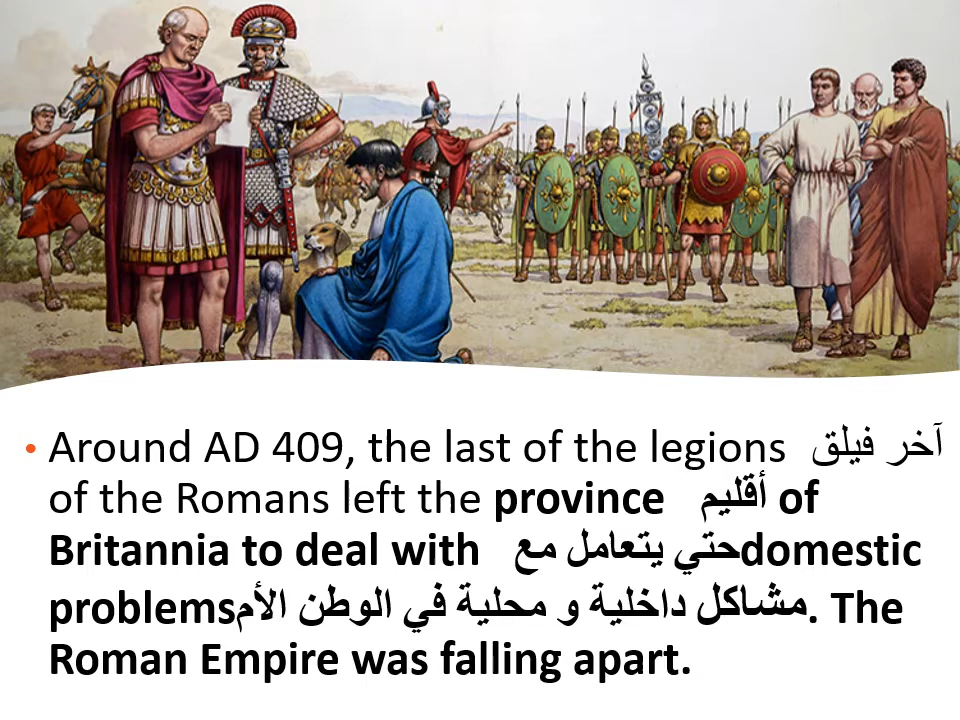 • Around AD 409, the last of the legions آخر فيلق
of the Romans left the province أقليم of
Britannia to deal with حتي يتعامل مع domestic
problems مشاكل داخلية و محلية في الوطن الأم. The
Roman Empire was falling apart.